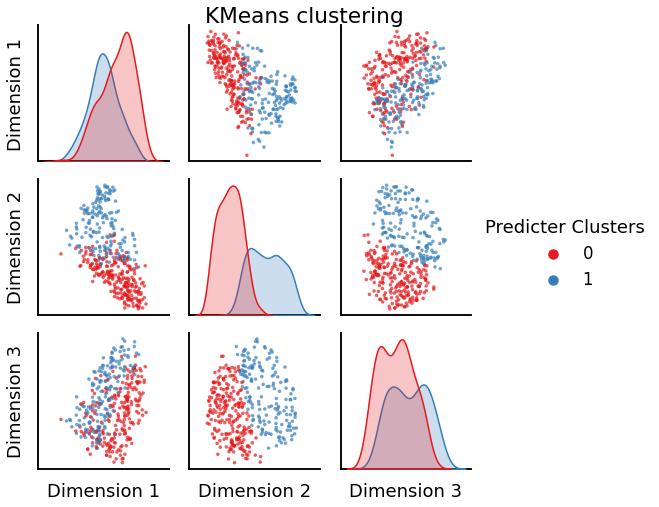 KMeans clustering
Dimension 1
Dimension 2
Dimension 3
Predicter Clusters
0
1
Dimension 1
Dimension 2
Dimension 3